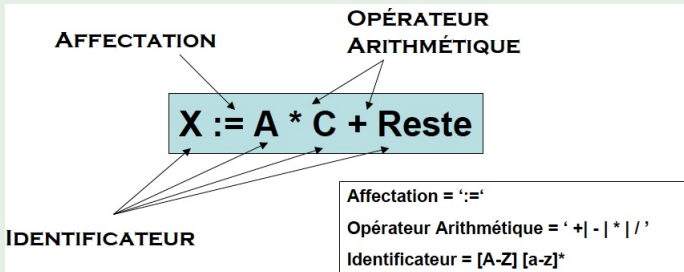 OPÉRATEUR
ARITHMÉTIQUE
AFFECTATION
X := A * C + Reste
IDENTIFICATEUR
Affectation = ‘:=‘
Opérateur Arithmétique = ‘ +| - | * | / ’
Identificateur = [A-Z] [a-z]*